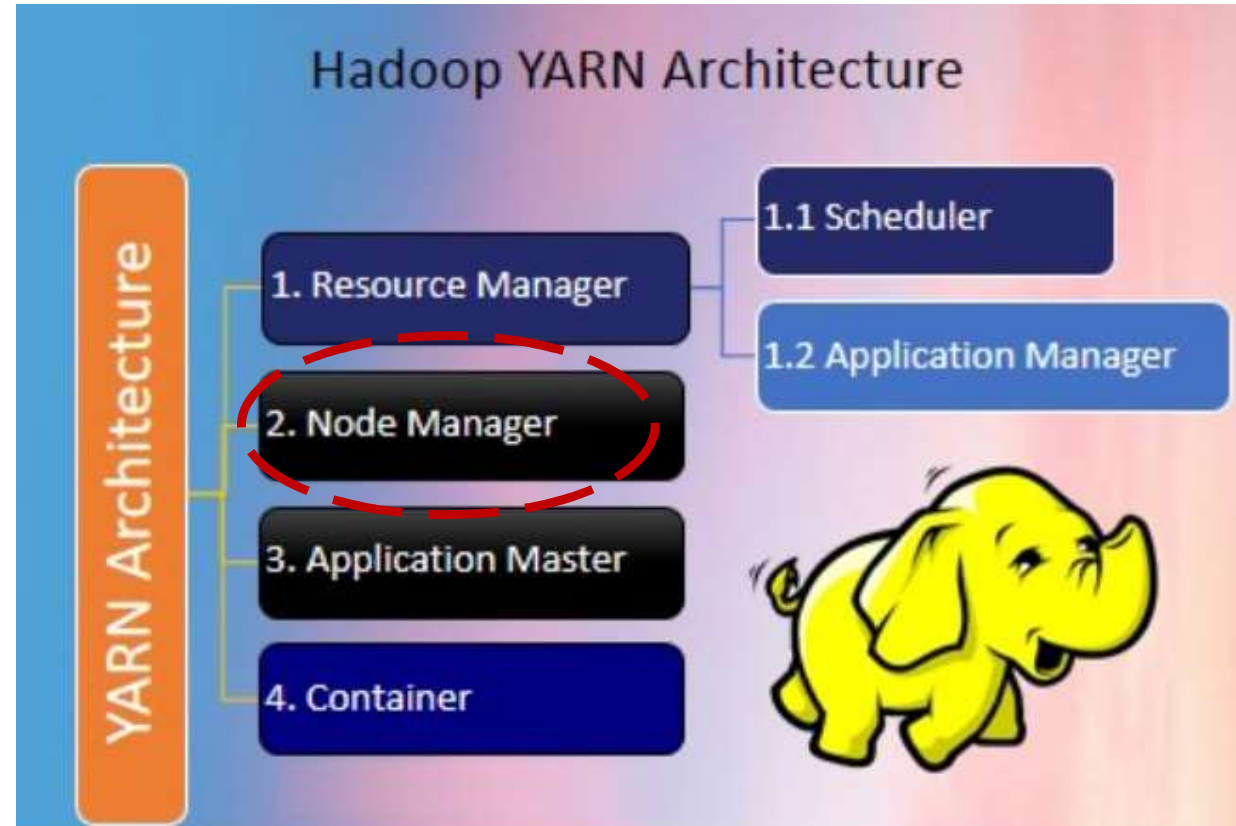 Hadoop YARN Architecture
YARN Architecture
1. Resource Manager
1.1 Scheduler
1.2 Application Manager
2. Node Manager
3. Application Master
4. Container